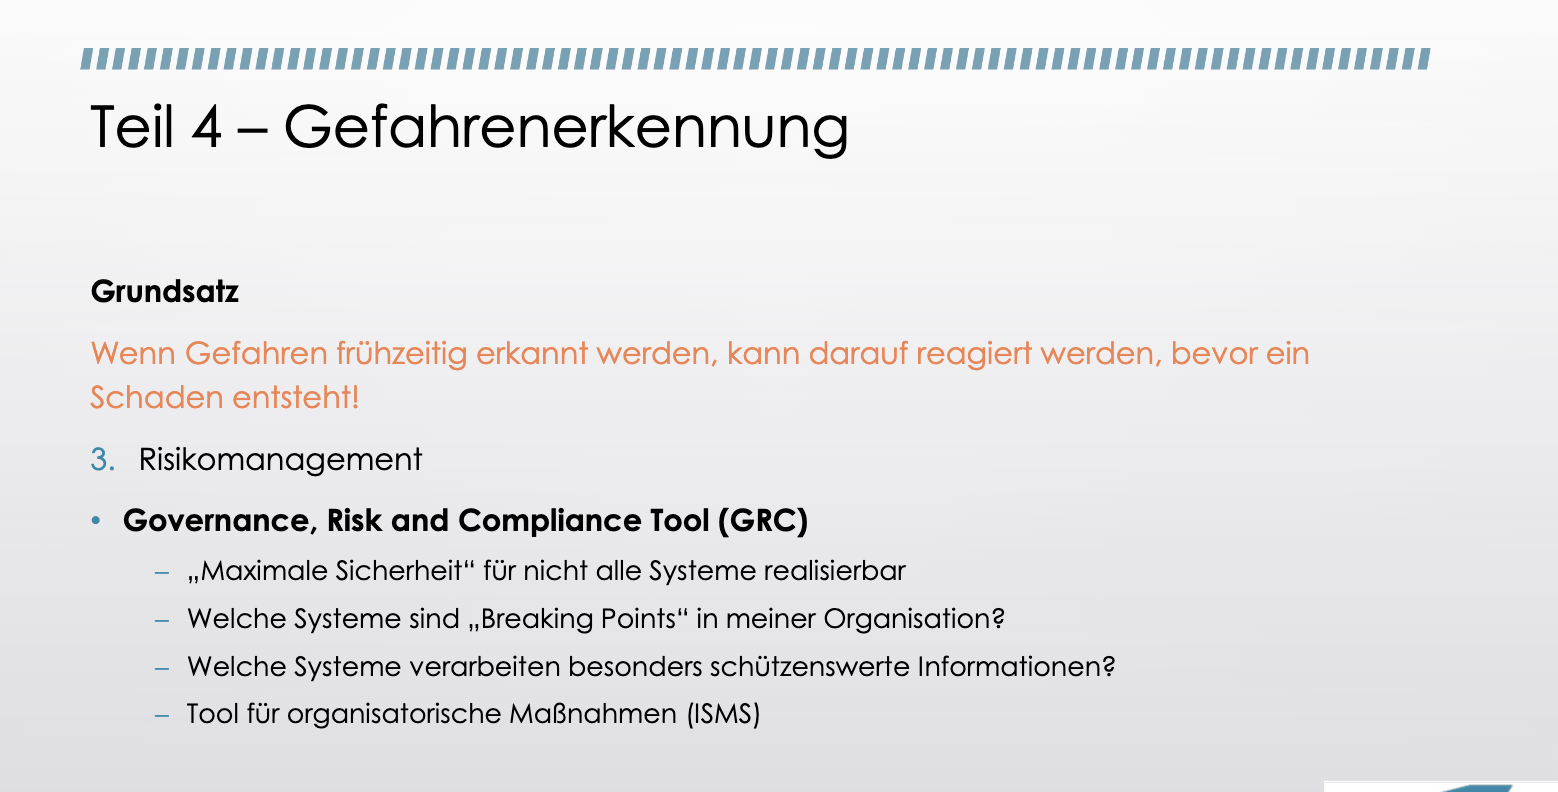 Teil 4 – Gefahrenerkennung
Grundsatz
Wenn Gefahren frühzeitig erkannt werden, kann darauf reagiert werden, bevor ein
Schaden entsteht!
3. Risikomanagement
• Governance, Risk and Compliance Tool (GRC)
– „Maximale Sicherheit“ für nicht alle Systeme realisierbar
– Welche Systeme sind „Breaking Points“ in meiner Organisation?
– Welche Systeme verarbeiten besonders schützenswerte Informationen?
– Tool für organisatorische Maßnahmen (ISMS)